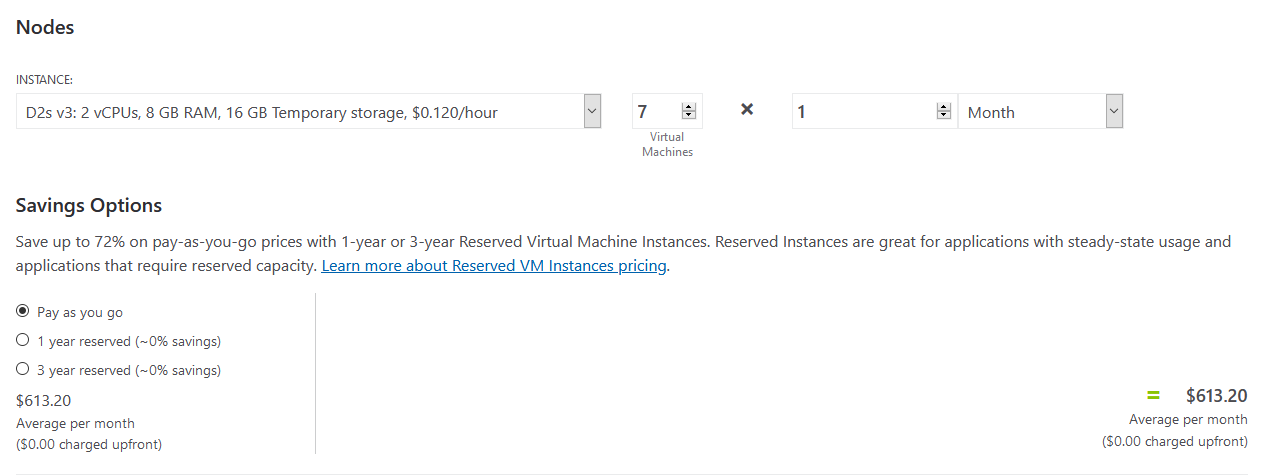 Nodes
INSTANCE:
D2s v3: 2 vCPUs, 8 GB RAM, 16 GB Temporary storage, $0.120/hour
7
Virtual
Machines
×
1
Month
Savings Options
Save up to 72% on pay-as-you-go prices with 1-year or 3-year Reserved Virtual Machine Instances. Reserved Instances are great for applications with steady-state usage and
applications that require reserved capacity. Learn more about Reserved VM Instances pricing.
Pay as you go
1 year reserved (~0% savings)
3 year reserved (~0% savings)
$613.20
Average per month
($0.00 charged upfront)
= $613.20
Average per month
($0.00 charged upfront)